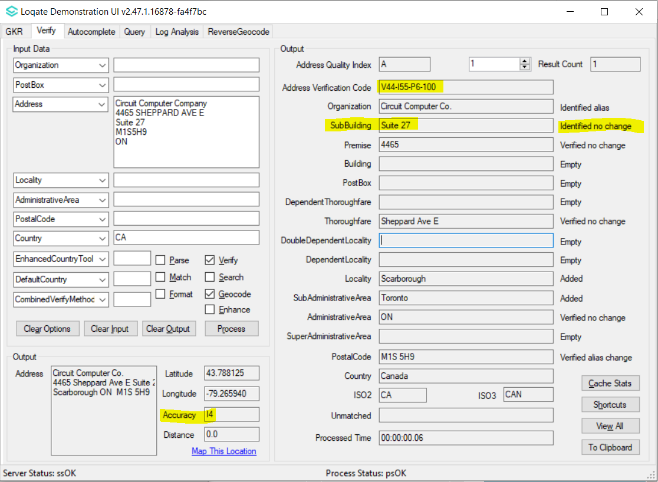 Loqate Demonstration UI v2.47.1.16878-fa4f7bc
GKR Verify Autocomplete Query Log Analysis ReverseGeocode
Input Data
Organization
PostBox
Address
Circuit Computer Company
4465 SHEPPARD AVE E
Suite 27
M1S5H9
ON
Locality
AdministrativeArea
PostalCode
Country CA
EnhancedCountryTool Parse Verify
DefaultCountry Match Search
CombinedVerifyMethoc Format Geocode
Enhance
Clear Options Clear Input Clear Output Process
Output
Address
Circuit Computer Co.
4465 Sheppard Ave E Suite 2
Scarborough ON M1S 5H9
Latitude 43.788125
Longitude -79.265940
Accuracy I4
Distance 0.0
Map This Location
Output
Address Quality Index A 1 Result Count 1
Address Verification Code V44-I55-P6-100
Organization Circuit Computer Co. Identified alias
SubBuilding Suite 27 Identified no change
Premise 4465 Verified no change
Building Empty
PostBox Empty
DependentThoroughfare Empty
Thoroughfare Sheppard Ave E Verified no change
DoubleDependentLocality Empty
DependentLocality Empty
Locality Scarborough Added
SubAdministrativeArea Toronto Added
AdministrativeArea ON Verified no change
SuperAdministrativeArea Empty
PostalCode M1S 5H9 Verified alias change
Country Canada
ISO2 CA ISO3 CAN
Unmatched
Processed Time 00:00:00.06
Cache Stats
Shortcuts
View All
To Clipboard
Server Status: ssOK Process Status: psOK